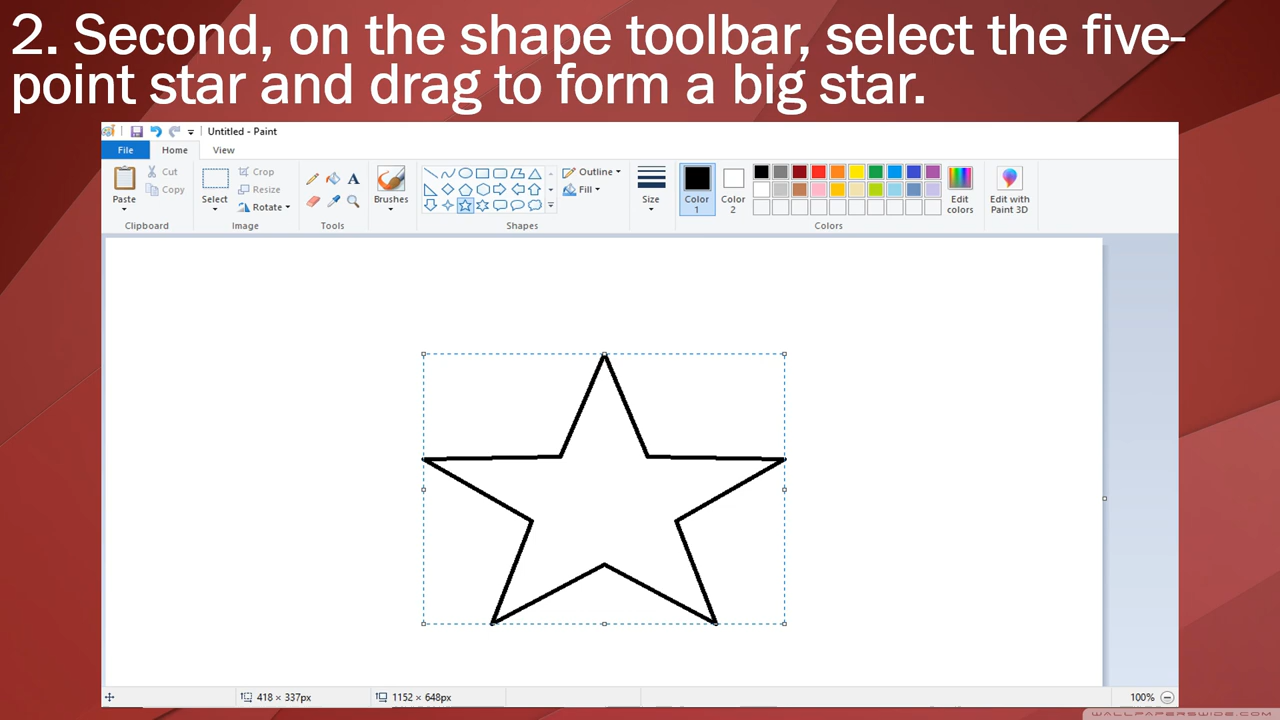 2. Second, on the shape toolbar, select the five-
point star and drag to form a big star.
Untitled - Paint
File Home View
Paste Cut Copy
Clipboard
Select Crop Resize Rotate
Image
A
Tools
Brushes
Outline Fill
Shapes
Size
Color 1 Color 2
Edit colors
Colors
Edit with Paint 3D
418 × 337px 1152 × 648px 100%
WALLPAPERSWIDE.COM